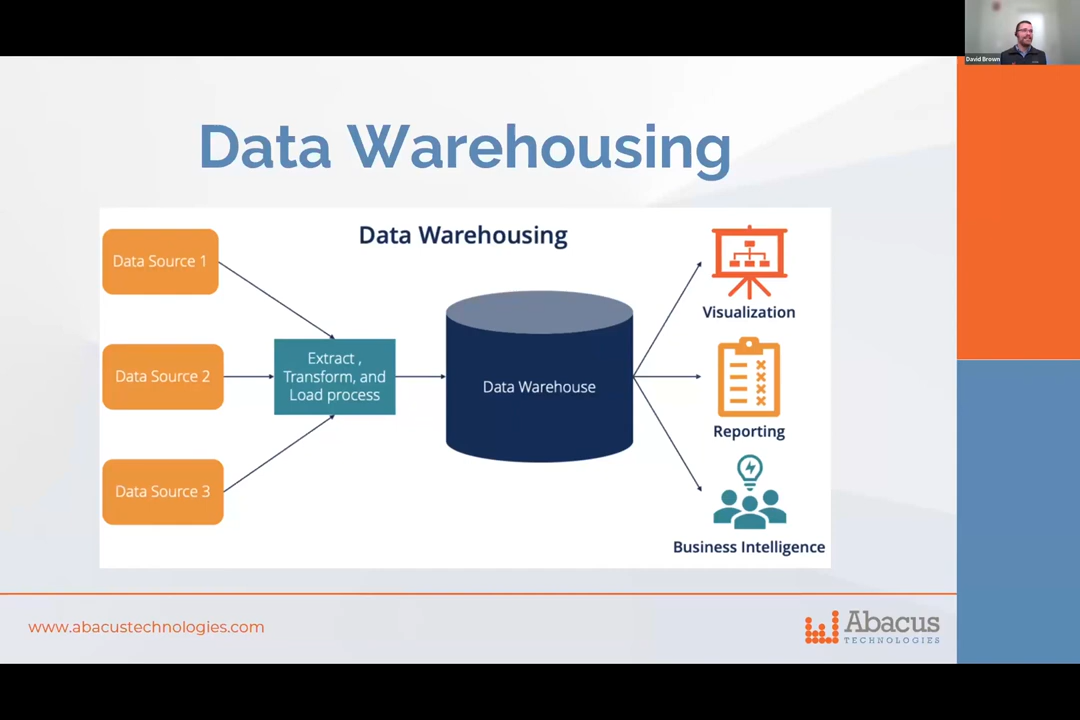 David Brown
Data Warehousing
Data Warehousing
Data Source 1
Data Source 2
Data Source 3
Extract ,
Transform, and
Load process
Data Warehouse
Visualization
Reporting
Business Intelligence
www.abacustechnologies.com
Abacus
TECHNOLOGIES